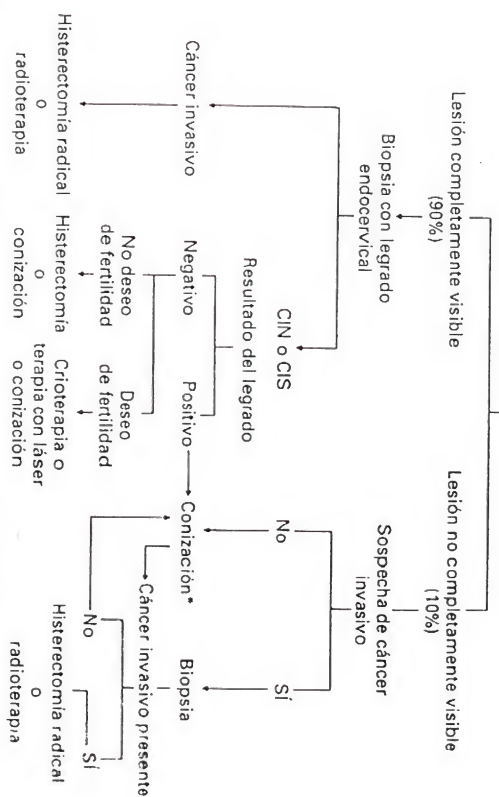 Lesión completamente visible
(90%)
Lesión no completamente visible
(10%)
Biopsia con legrado
endocervical
Sospecha de cáncer
invasivo
Cáncer invasivo
CIN o CIS
No
SÍ
Resultado del legrado
Negativo
Positivo
Conización*
Biopsia
Cáncer invasivo presente
No deseo
de fertilidad
Deseo
de fertilidad
No
SÍ
Histerectomía radical
o
radioterapia
Histerectomía
o
conización
Crioterapia o
terapia con láser
o conización
Histerectomía radical
o
radioterapia